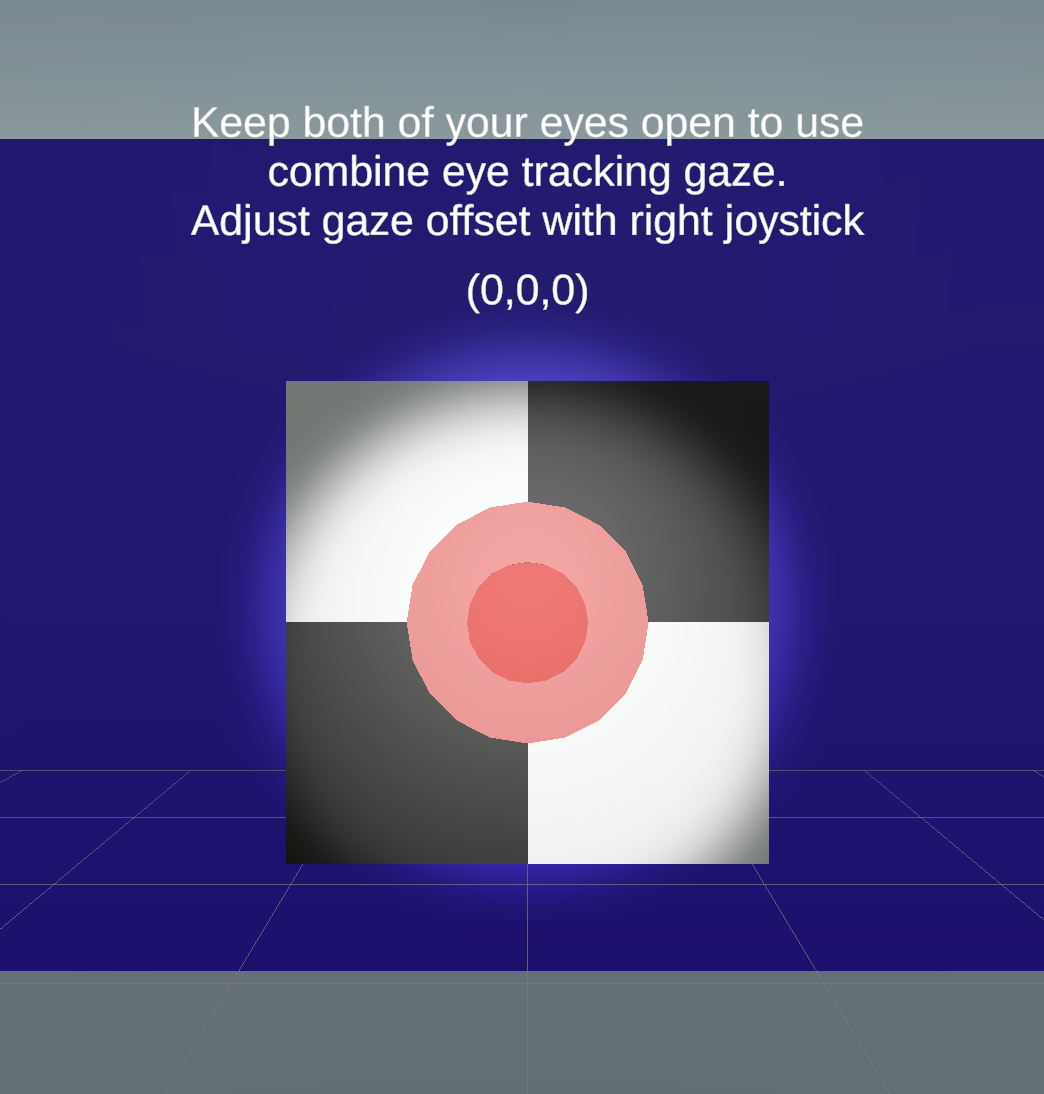 Keep both of your eyes open to use
combine eye tracking gaze.
Adjust gaze offset with right joystick
(0,0,0)